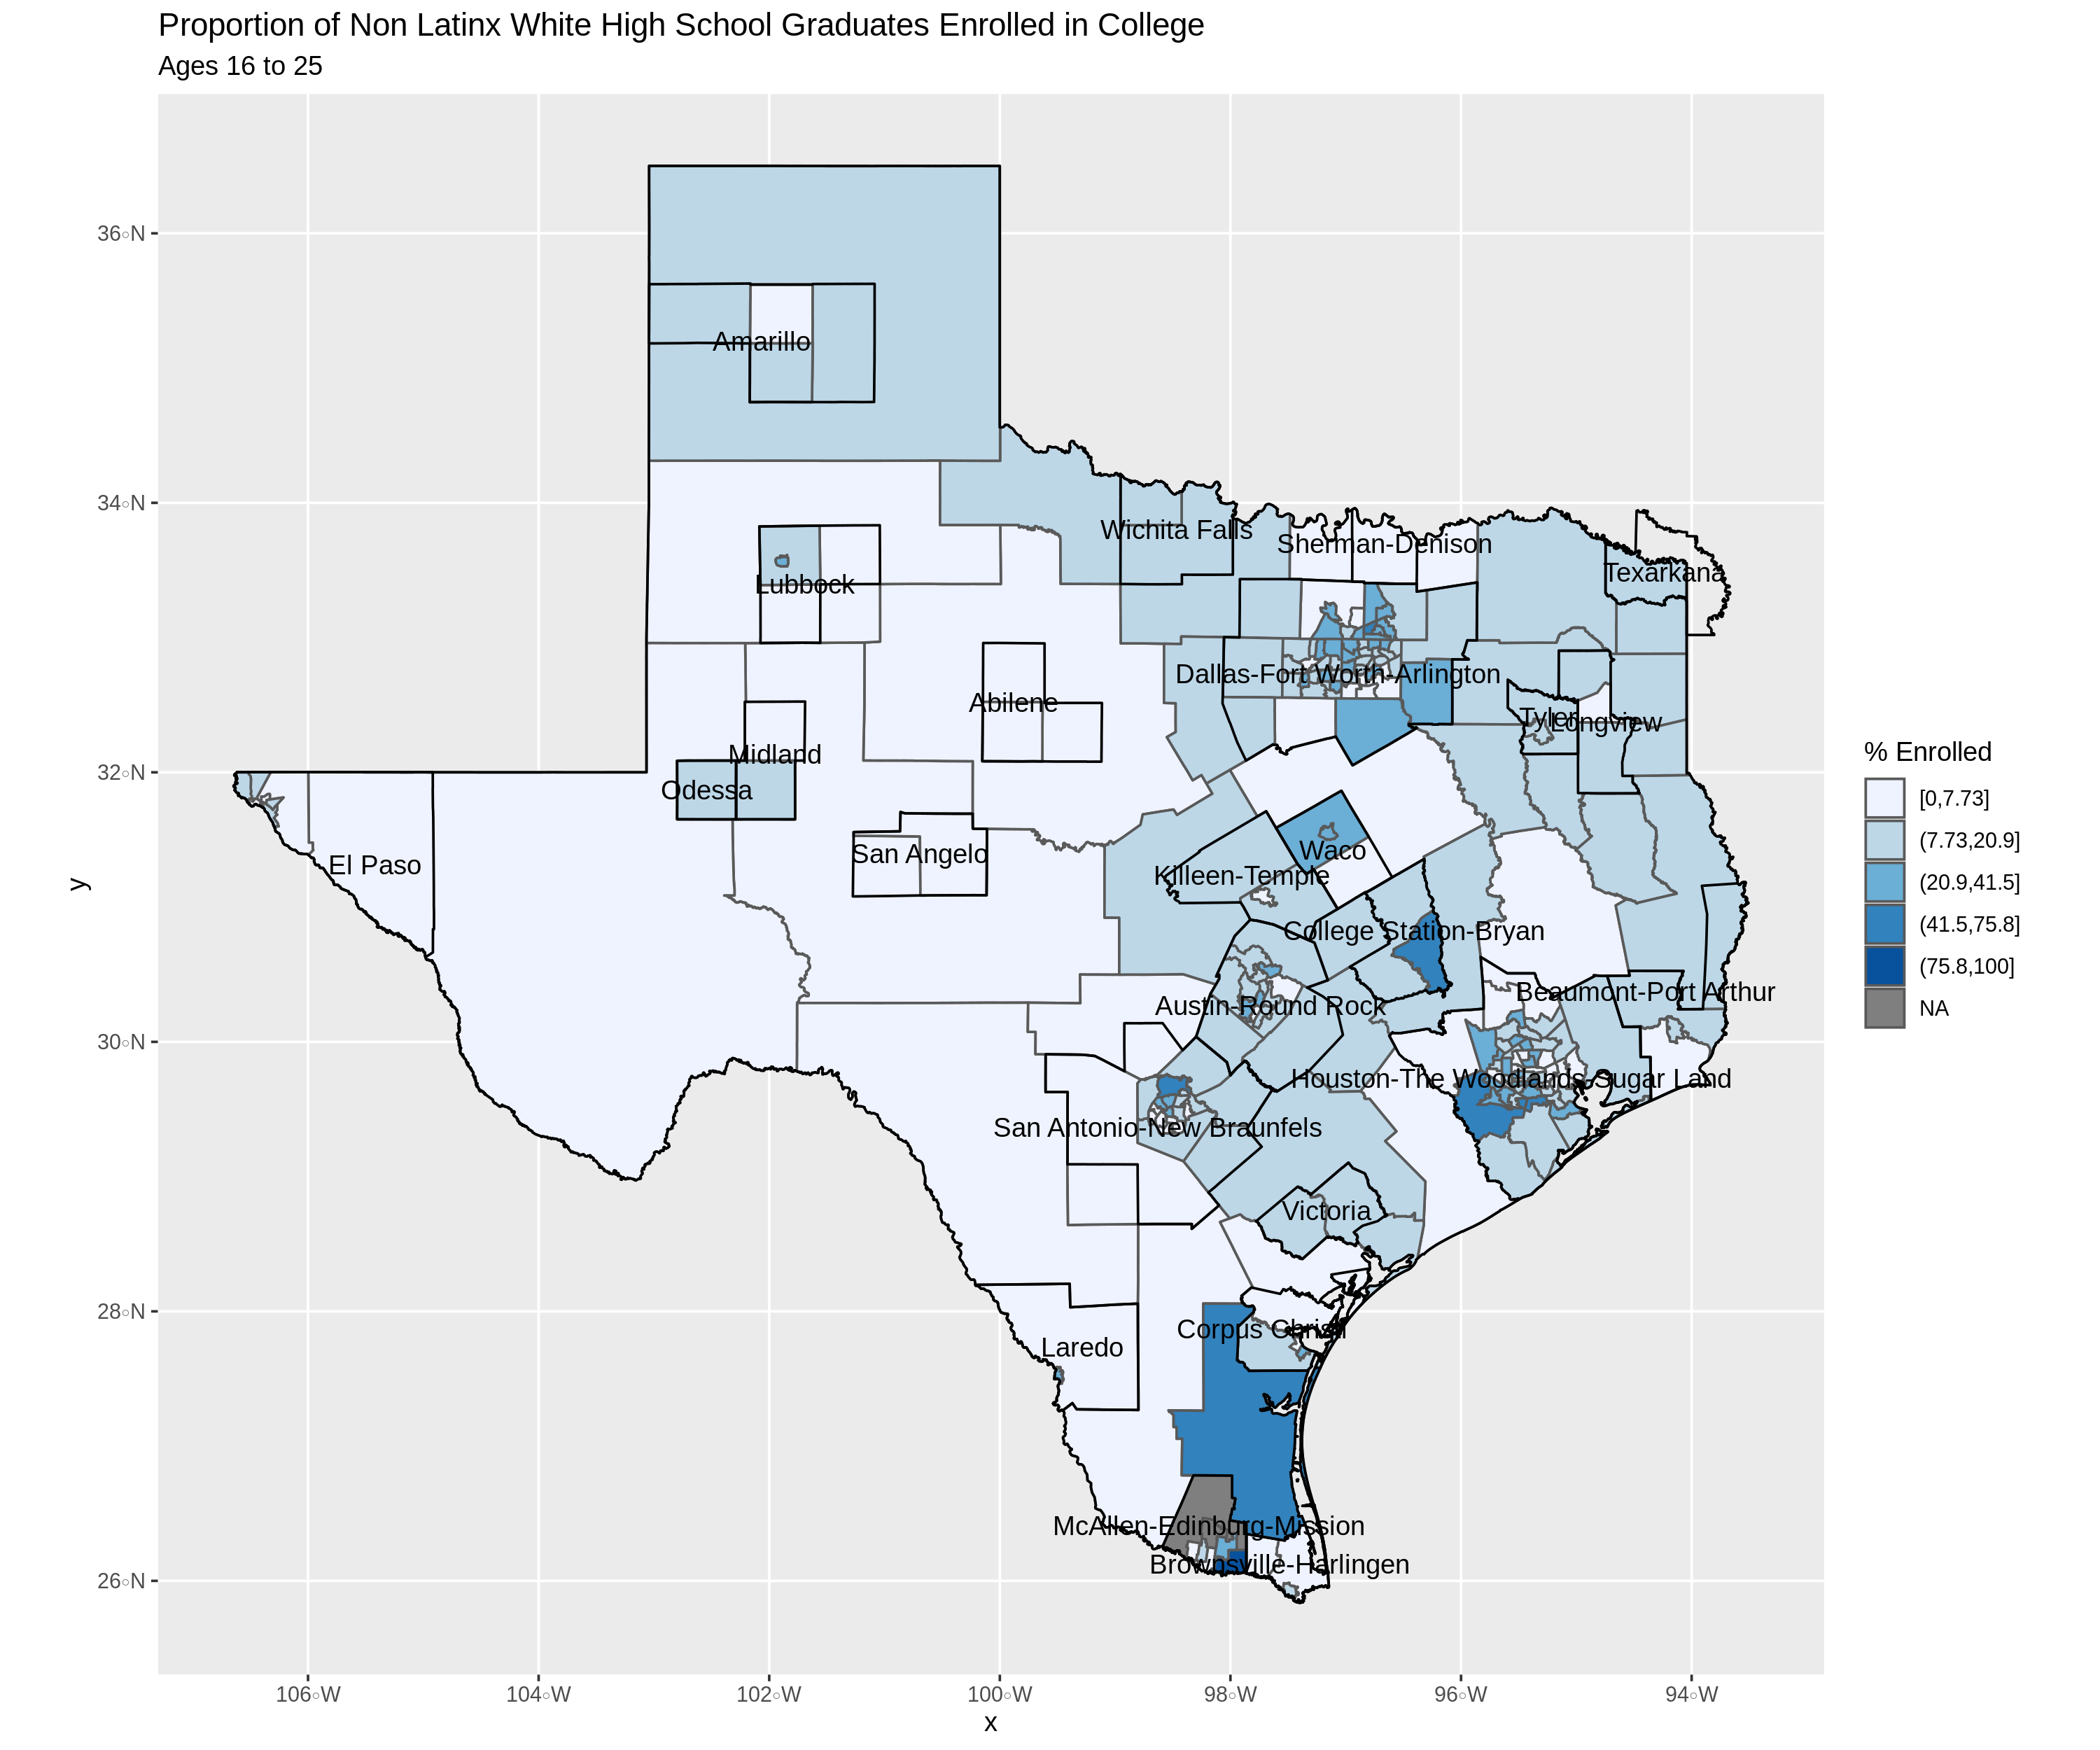 Proportion of Non Latinx White High School Graduates Enrolled in College
Ages 16 to 25
36◦N
34◦N
32◦N
30◦N
28◦N
26◦N
y
Amarillo
Wichita Falls
Sherman-Denison
Texarkana
Lubbock
Dallas-Fort Worth-Arlington
Abilene
Tyler
Longview
Midland
Odessa
San Angelo
El Paso
Waco
Killeen-Temple
College Station-Bryan
Austin-Round Rock
Beaumont-Port Arthur
Houston-The Woodlands-Sugar Land
San Antonio-New Braunfels
Victoria
Corpus Christi
Laredo
McAllen-Edinburg-Mission
Brownsville-Harlingen
106◦W 104◦W 102◦W 100◦W 98◦W 96◦W 94◦W
x
% Enrolled
[0,7.73]
(7.73,20.9]
(20.9,41.5]
(41.5,75.8]
(75.8,100]
NA